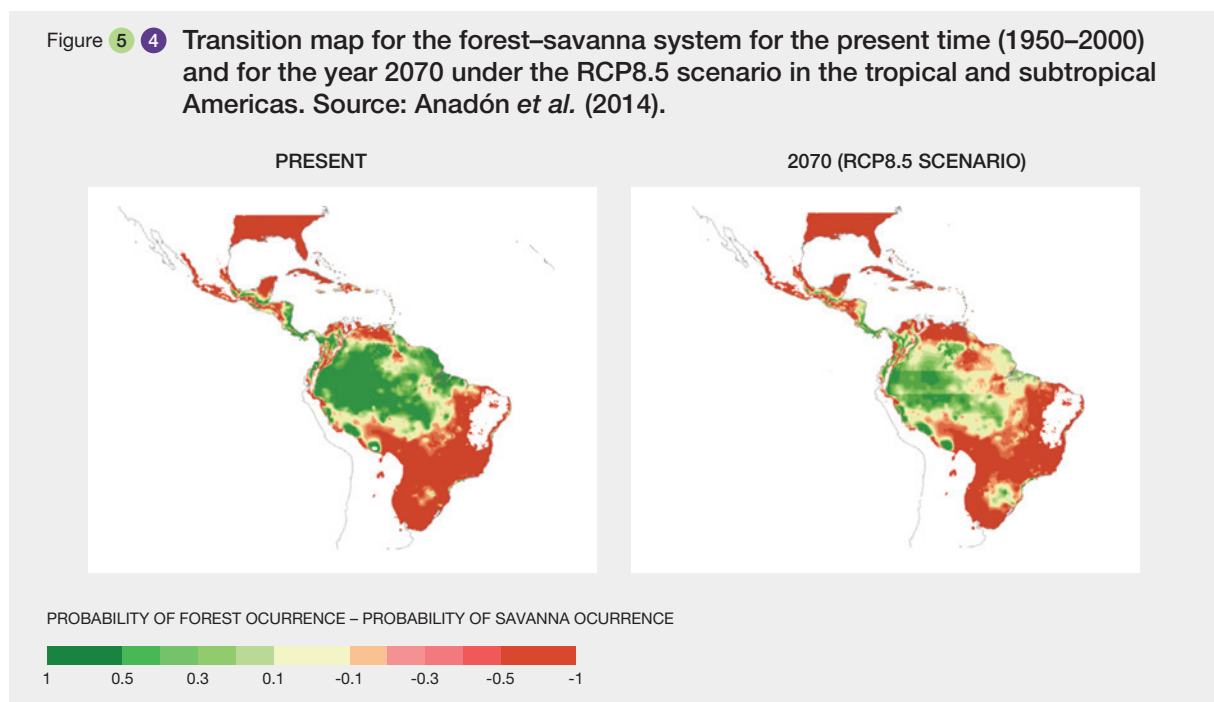 Figure 5 4 Transition map for the forest–savanna system for the present time (1950–2000)
and for the year 2070 under the RCP8.5 scenario in the tropical and subtropical
Americas. Source: Anadón et al. (2014).
PRESENT
2070 (RCP8.5 SCENARIO)
PROBABILITY OF FOREST OCURRENCE – PROBABILITY OF SAVANNA OCURRENCE
1 0.5 0.3 0.1 -0.1 -0.3 -0.5 -1